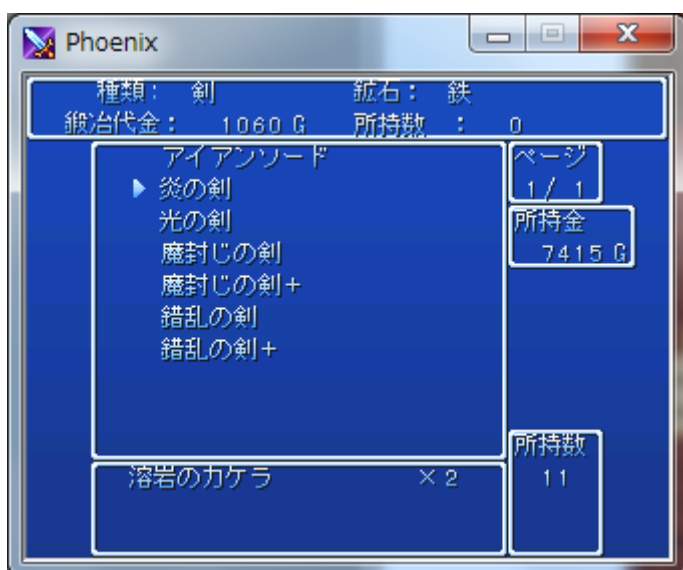 Phoenix
種類： 剣 鉱石： 鉄
鍛冶代金： 1060 G 所持数 ： 0
アイアンソード
炎の剣
光の剣
魔封じの剣
魔封じの剣+
錯乱の剣
錯乱の剣+
ページ
1/ 1
所持金
7415 G
溶岩のカケラ ×2
所持数
11